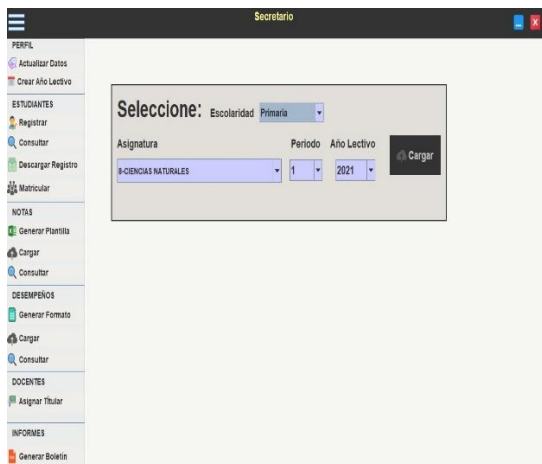 Secretario
PERFIL
Actualizar Datos
Crear Año Lectivo
ESTUDIANTES
Registrar
Consultar
Descargar Registro
Matricular
NOTAS
Generar Plantilla
Cargar
Consultar
DESEMPEÑOS
Generar Formato
Cargar
Consultar
DOCENTES
Asignar Titular
INFORMES
Generar Boletín
Seleccione: Escolaridad Primaria
Asignatura Periodo Año Lectivo
8-CIENCIAS NATURALES 1 2021
Cargar